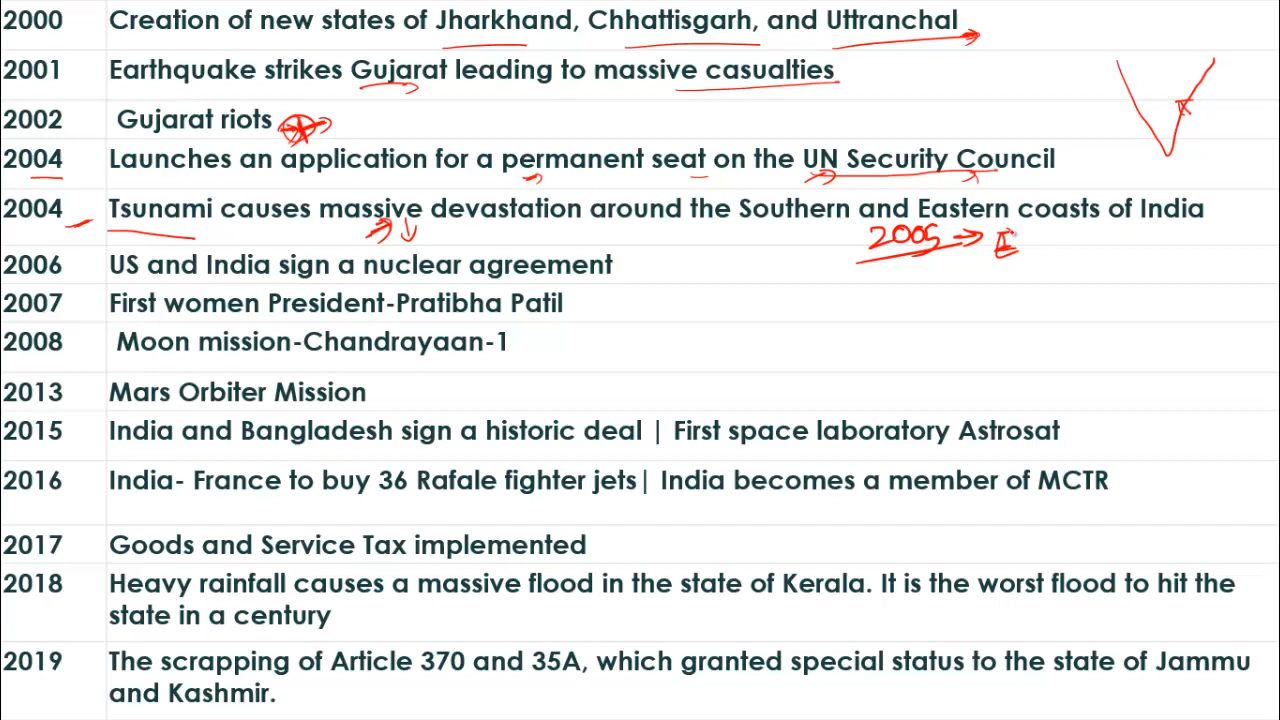 2000 Creation of new states of Jharkhand, Chhattisgarh, and Uttranchal
2001 Earthquake strikes Gujarat leading to massive casualties
2002 Gujarat riots
2004 Launches an application for a permanent seat on the UN Security Council
2004 Tsunami causes massive devastation around the Southern and Eastern coasts of India
2005
2006 US and India sign a nuclear agreement
2007 First women President-Pratibha Patil
2008 Moon mission-Chandrayaan-1
2013 Mars Orbiter Mission
2015 India and Bangladesh sign a historic deal | First space laboratory Astrosat
2016 India- France to buy 36 Rafale fighter jets| India becomes a member of MCTR
2017 Goods and Service Tax implemented
2018 Heavy rainfall causes a massive flood in the state of Kerala. It is the worst flood to hit the
state in a century
2019 The scrapping of Article 370 and 35A, which granted special status to the state of Jammu
and Kashmir.